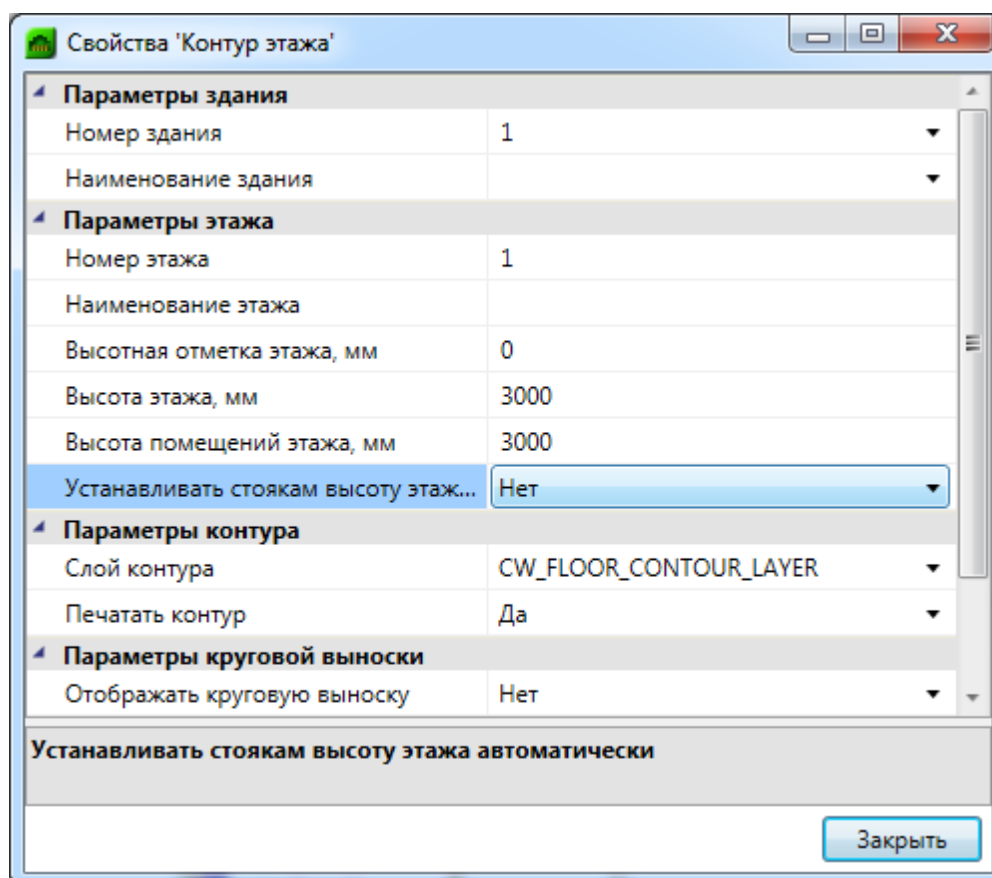 Свойства 'Контур этажа'
Параметры здания
Номер здания 1
Наименование здания
Параметры этажа
Номер этажа 1
Наименование этажа
Высотная отметка этажа, мм 0
Высота этажа, мм 3000
Высота помещений этажа, мм 3000
Устанавливать стоякам высоту этаж... Нет
Параметры контура
Слой контура CW_FLOOR_CONTOUR_LAYER
Печатать контур Да
Параметры круговой выноски
Отображать круговую выноску Нет
Устанавливать стоякам высоту этажа автоматически
Закрыть